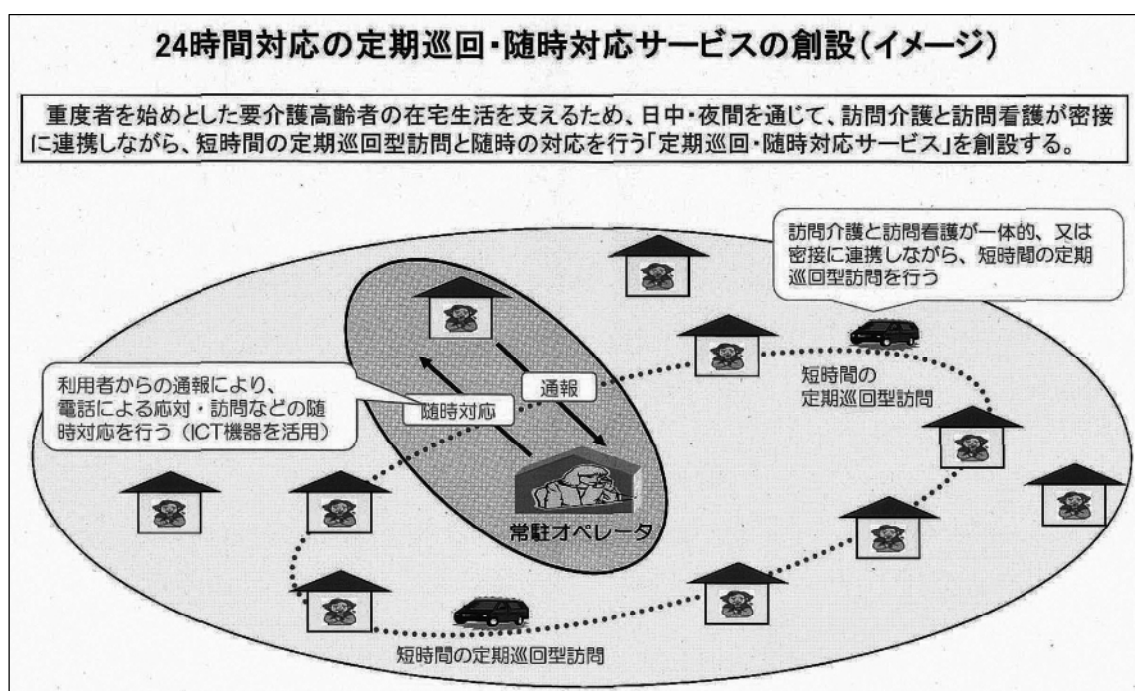 24時間対応の定期巡回・随時対応サービスの創設(イメージ)
重度者を始めとした要介護高齢者の在宅生活を支えるため、日中・夜間を通じて、訪問介護と訪問看護が密接
に連携しながら、短時間の定期巡回型訪問と随時の対応を行う「定期巡回・随時対応サービス」を創設する。
訪問介護と訪問看護が一体的、又は
密接に連携しながら、短時間の定期
巡回型訪問を行う
利用者からの通報により、
電話による応対・訪問などの随
時対応を行う(ICT機器を活用)
通報
随時対応
短時間の
定期巡回型訪問
常駐オペレータ
短時間の定期巡回型訪問